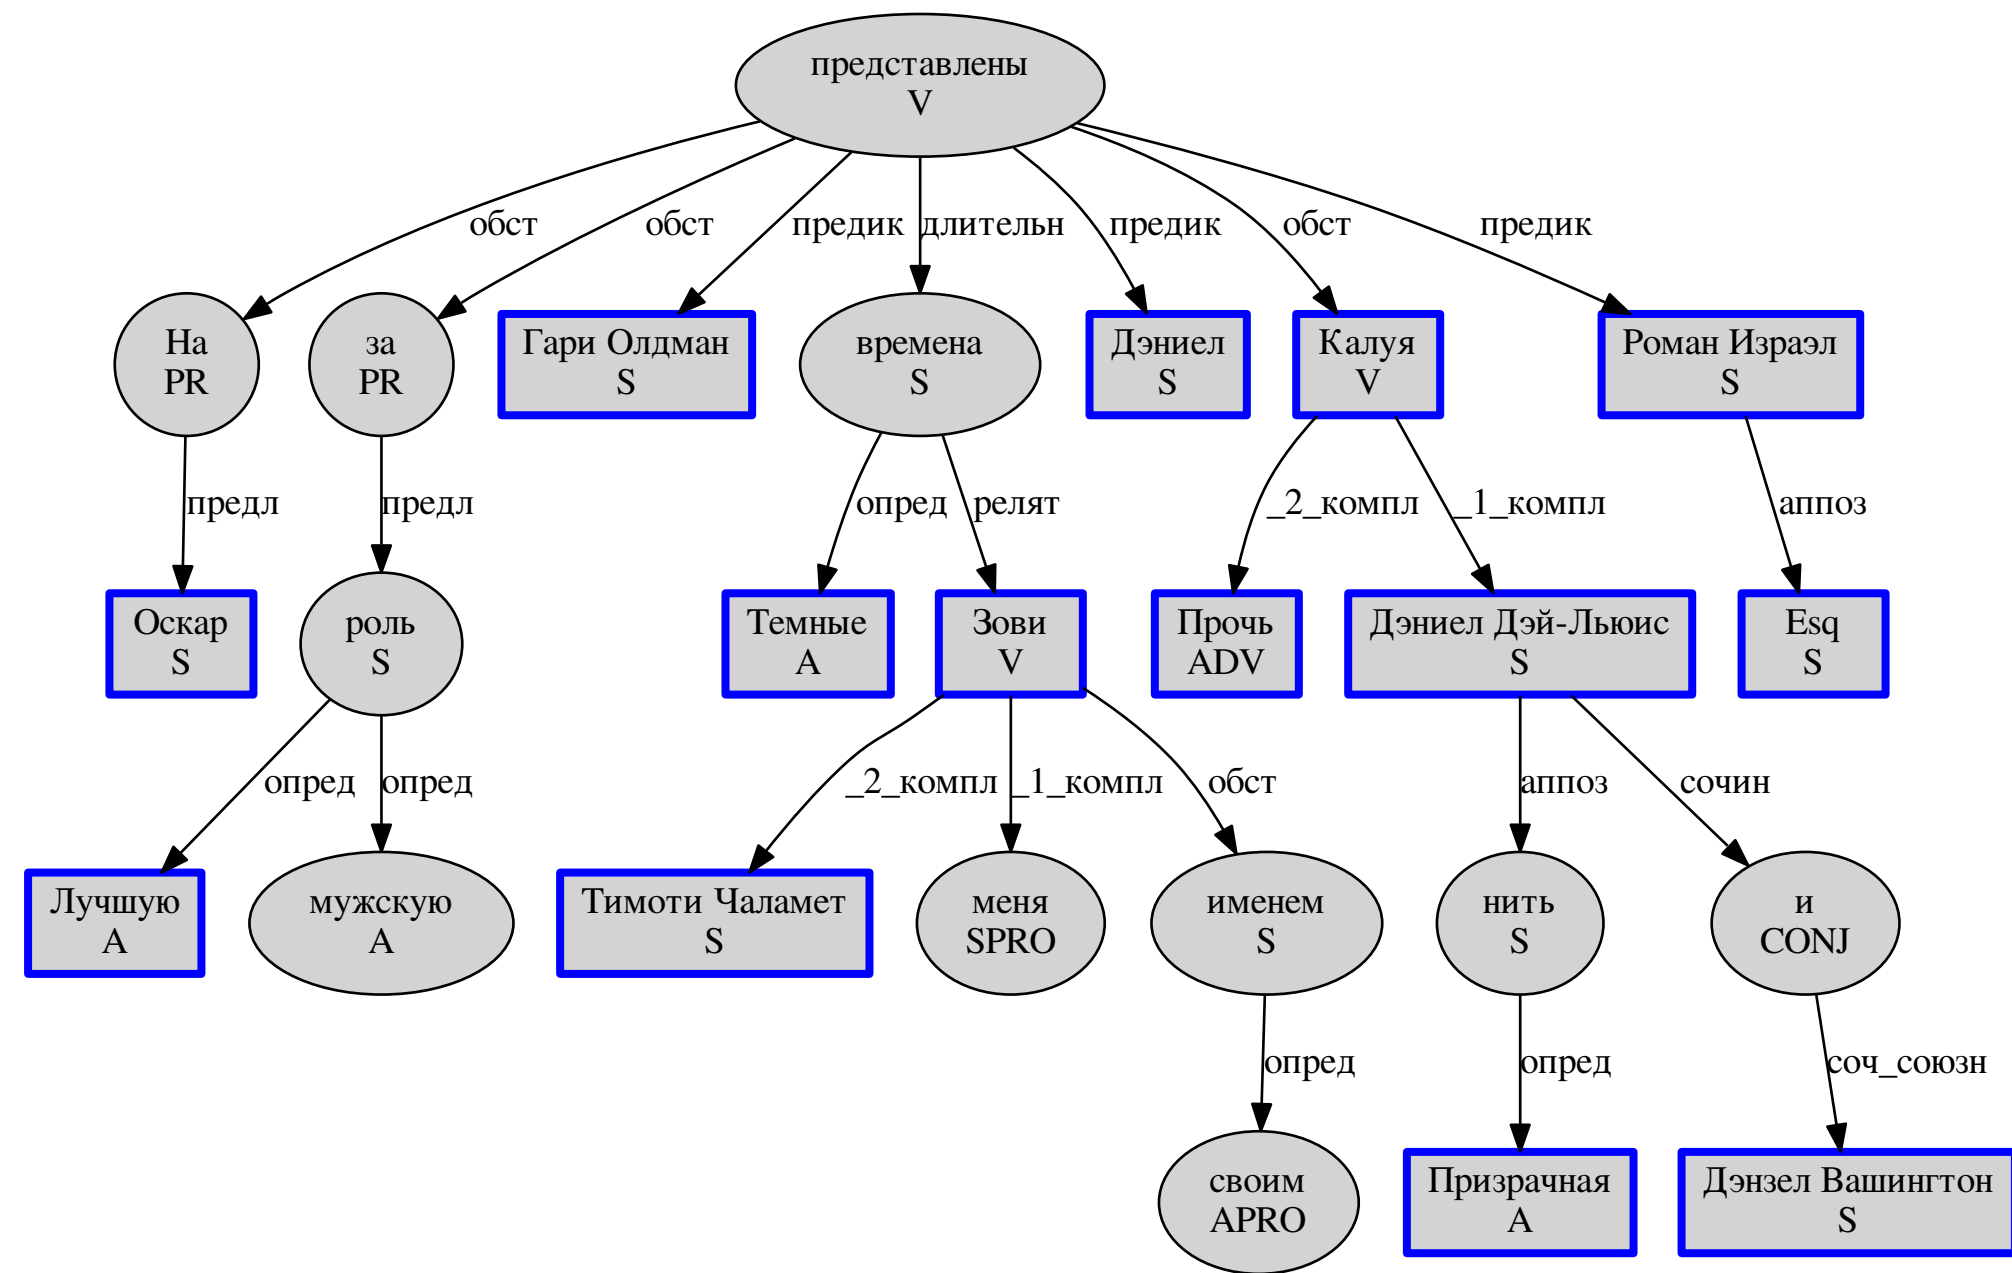 представлены
V
обст
обст
предик
длительн
предик
обст
предик
На
PR
за
PR
Гари Олдман
S
времена
S
Дэниел
S
Калуя
V
Роман Израэл
S
предл
предл
опред
релят
_2_компл
_1_компл
аппоз
Оскар
S
роль
S
Темные
A
Зови
V
Прочь
ADV
Дэниел Дэй-Льюис
S
Esq
S
опред
опред
_2_компл
_1_компл
обст
аппоз
сочин
Лучшую
A
мужскую
A
Тимоти Чаламет
S
меня
SPRO
именем
S
нить
S
и
CONJ
опред
опред
соч_союзн
своим
APRO
Призрачная
A
Дэнзел Вашингтон
S